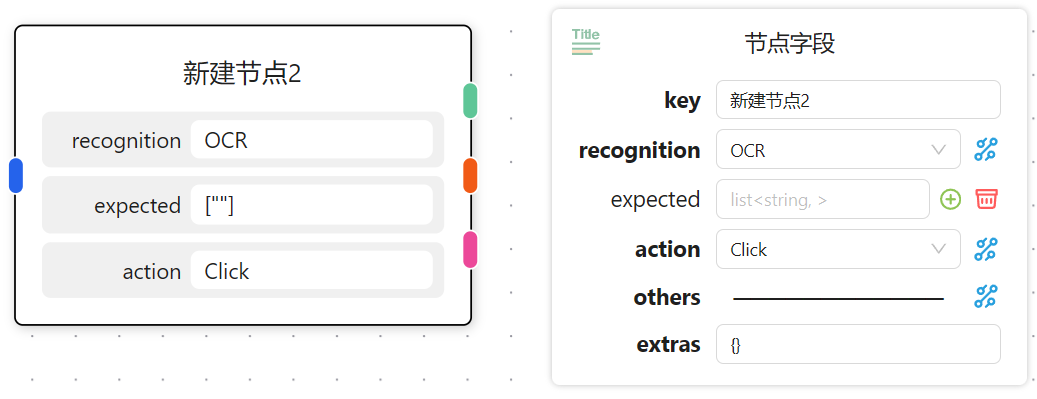 新建节点2
recognition OCR
expected [""]
action Click
Title
节点字段
key 新建节点2
recognition OCR
expected list<string, >
action Click
others
extras {}